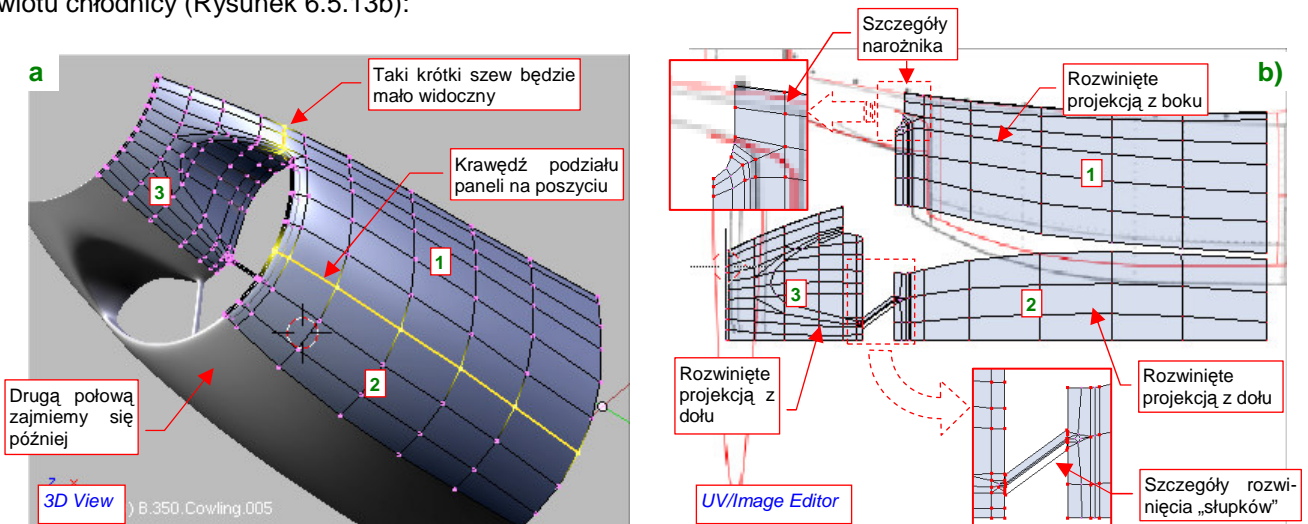 wlotu chłodnicy (Rysunek 6.5.13b):
a
Taki krótki szew będzie
mało widoczny
Krawędź podziału
paneli na poszyciu
3
1
2
Drugą połową
zajmiemy się
później
3D View
) B.350.Cowling.005
Szczegóły
narożnika
b)
Rozwinięte
projekcją z boku
1
3
2
Rozwinięte
projekcją z
dołu
Rozwinięte
projekcją z dołu
UV/Image Editor
Szczegóły rozwi-
nięcia „słupków”